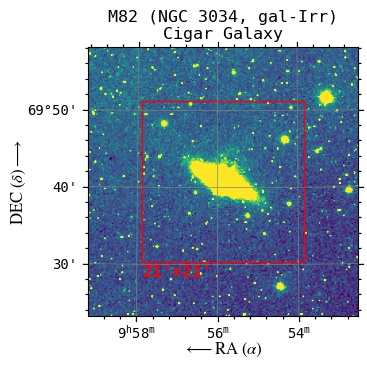 M82 (NGC 3034, gal-Irr)
Cigar Galaxy
69°50'
40'
30'
21'×21'
9ʰ58ᵐ 56ᵐ 54ᵐ
⟵ RA (α)
DEC (δ) ⟶